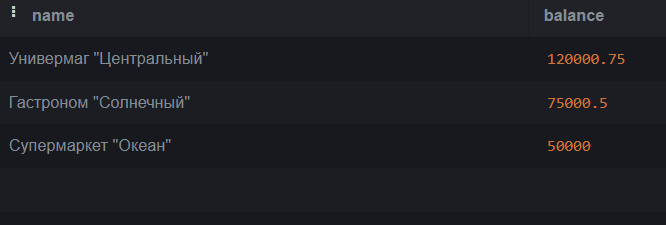 name balance
Универмаг "Центральный" 120000.75
Гастроном "Солнечный" 75000.5
Супермаркет "Океан" 50000